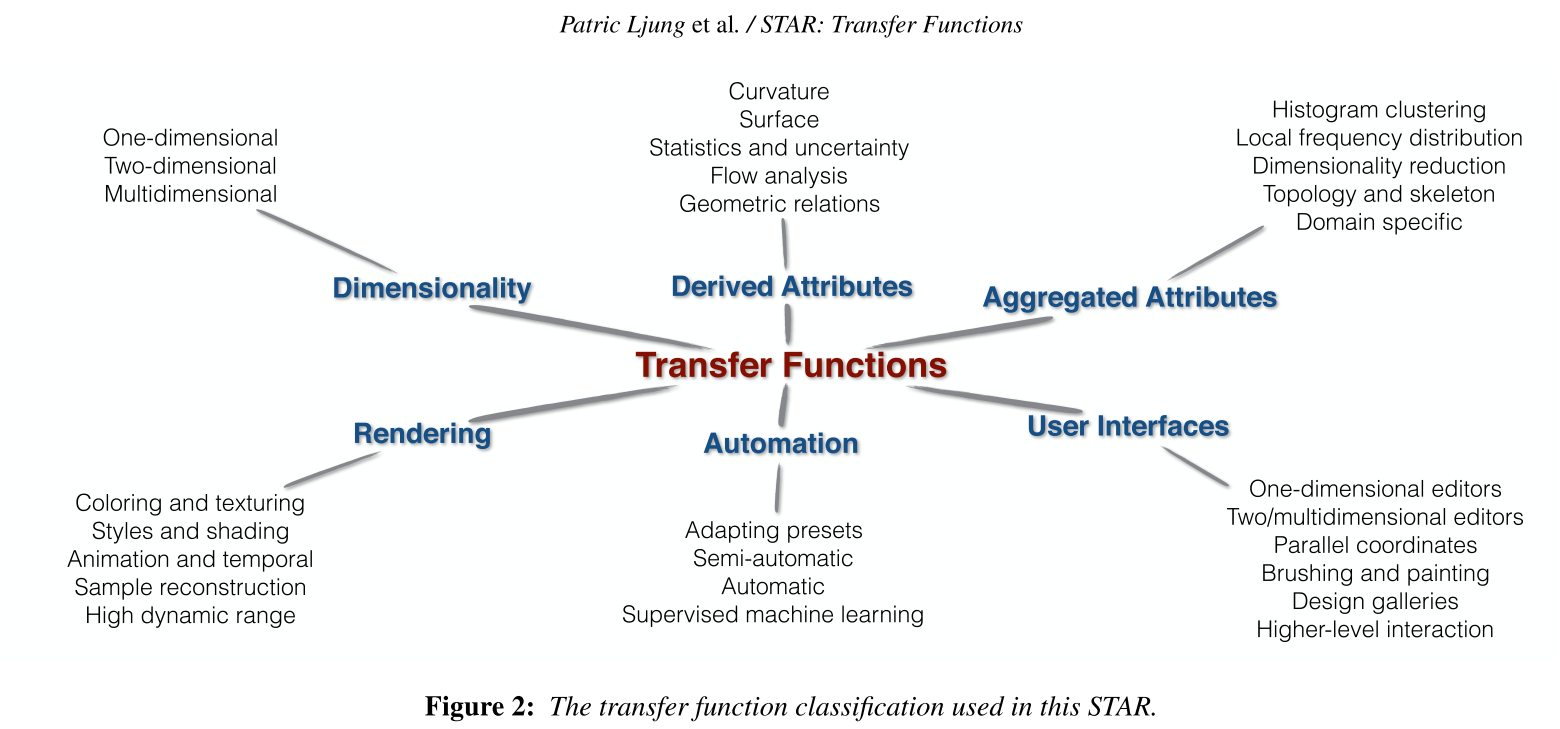 Patric Ljung et al. / STAR: Transfer Functions
One-dimensional
Two-dimensional
Multidimensional
Dimensionality
Curvature
Surface
Statistics and uncertainty
Flow analysis
Geometric relations
Derived Attributes
Histogram clustering
Local frequency distribution
Dimensionality reduction
Topology and skeleton
Domain specific
Aggregated Attributes
Transfer Functions
Rendering
Coloring and texturing
Styles and shading
Animation and temporal
Sample reconstruction
High dynamic range
Automation
Adapting presets
Semi-automatic
Automatic
Supervised machine learning
User Interfaces
One-dimensional editors
Two/multidimensional editors
Parallel coordinates
Brushing and painting
Design galleries
Higher-level interaction
Figure 2: The transfer function classification used in this STAR.